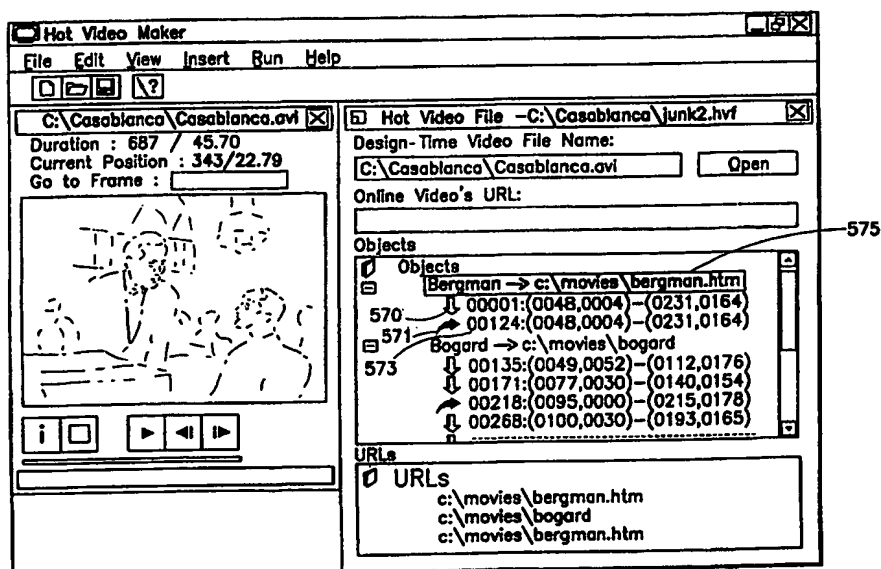 Hot Video Maker
File Edit View Insert Run Help
\?
C:\Casablanca\Casablanca.avi
Duration : 687 / 45.70
Current Position : 343/22.79
Go to Frame :
i
Hot Video File -C:\Casablanca\junk2.hvf
Design-Time Video File Name:
C:\Casablanca\Casablanca.avi Open
Online Video's URL:
Objects
575
Objects
Bergman -> c:\movies\bergman.htm
570 00001:(0048,0004)-(0231,0164)
571 00124:(0048,0004)-(0231,0164)
573 Bogard -> c:\movies\bogard
00135:(0049,0052)-(0112,0176)
00171:(0077,0030)-(0140,0154)
00218:(0095,0000)-(0215,0178)
00268:(0100,0030)-(0193,0165)
URLs
URLs
c:\movies\bergman.htm
c:\movies\bogard
c:\movies\bergman.htm